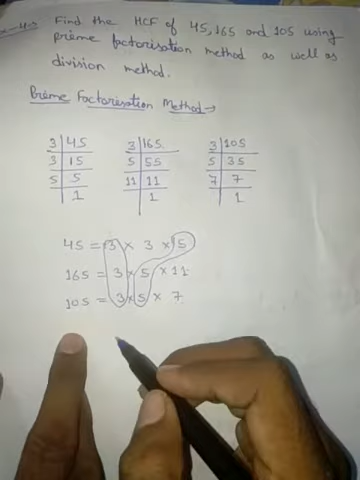 Find the HCF of 45, 165 and 105 using
prime factorisation method as well as
division method.
Prime Factorisation Method →
3 | 45   3 | 165   3 | 105
3 | 15   5 | 55   5 | 35
5 | 5   11 | 11   7 | 7
1   1   1
45 = 3 × 3 × 5
165 = 3 × 5 × 11
105 = 3 × 5 × 7